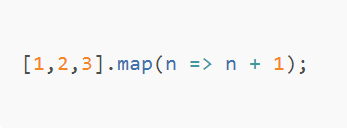 [1,2,3].map(n => n + 1);